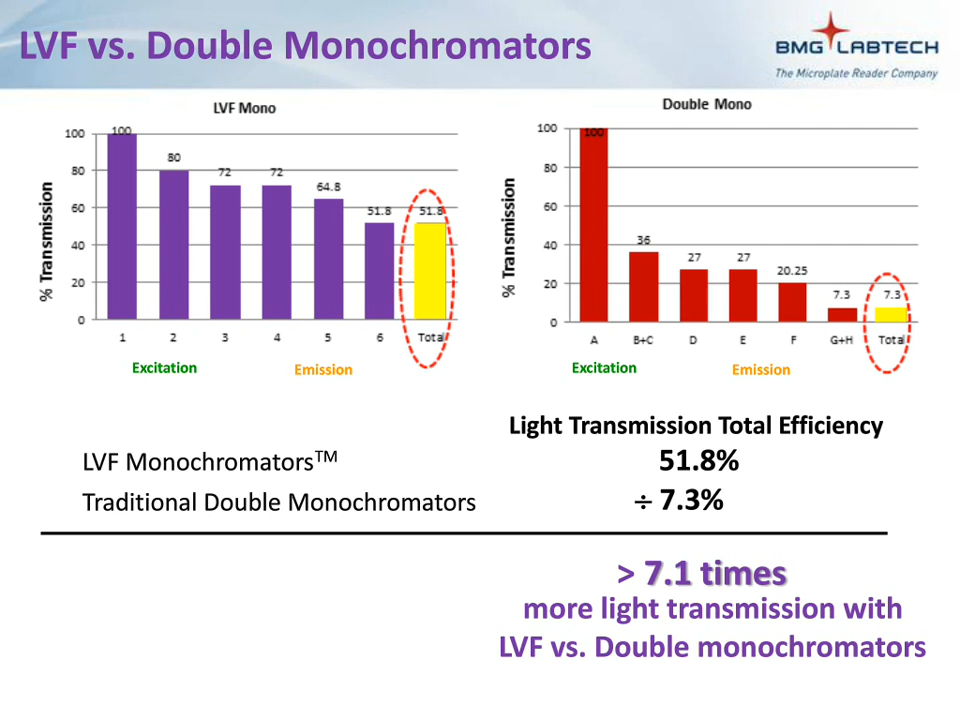 LVF vs. Double Monochromators
BMG LABTECH
The Microplate Reader Company
LVF Mono
% Transmission
100
80
60
40
20
0
100
80
72
72
64.8
51.8
51.8
1 2 3 4 5 6 Total
Excitation Emission
Double Mono
% Transmission
100
80
60
40
20
0
100
36
27
27
20.25
7.3
7.3
A B+C D E F G+H Total
Excitation Emission
Light Transmission Total Efficiency
LVF Monochromators™ 51.8%
Traditional Double Monochromators ÷ 7.3%
> 7.1 times
more light transmission with
LVF vs. Double monochromators